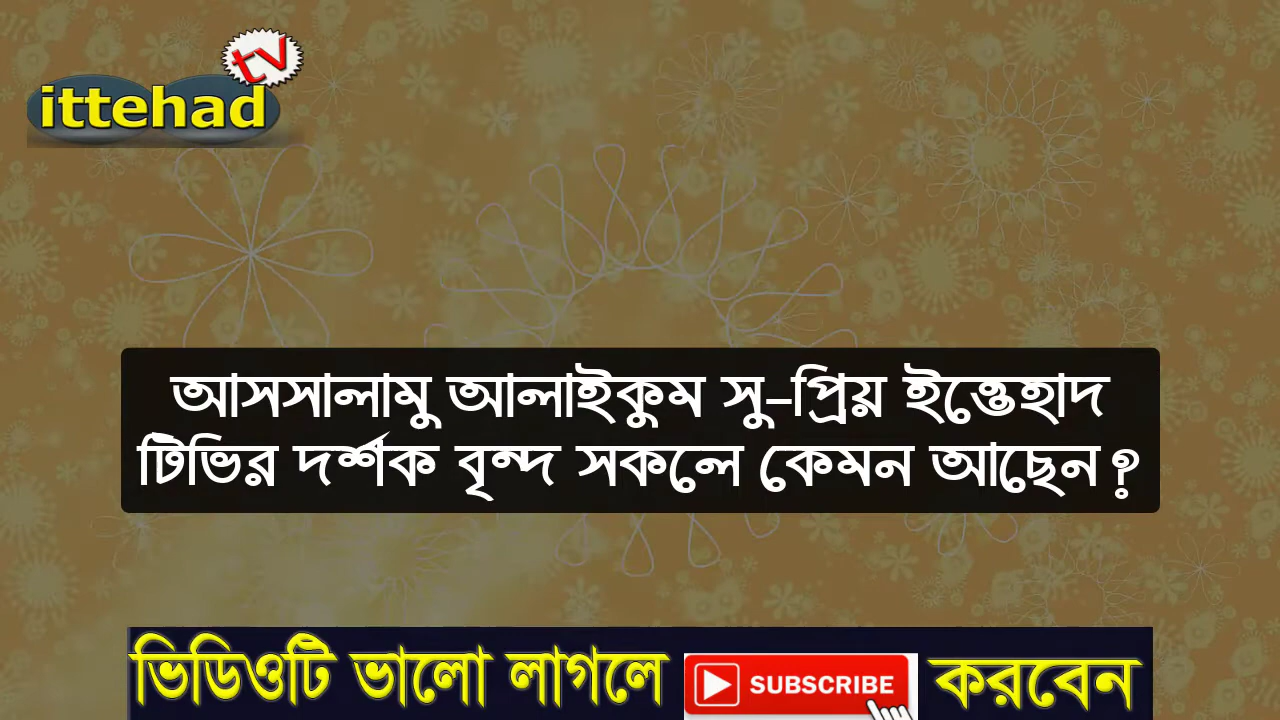 ittehad tv
আসসালামু আলাইকুম সু-প্রিয় ইত্তেহাদ
টিভির দর্শক বৃন্দ সকলে কেমন আছেন?
ভিডিওটি ভালো লাগলে SUBSCRIBE করবেন